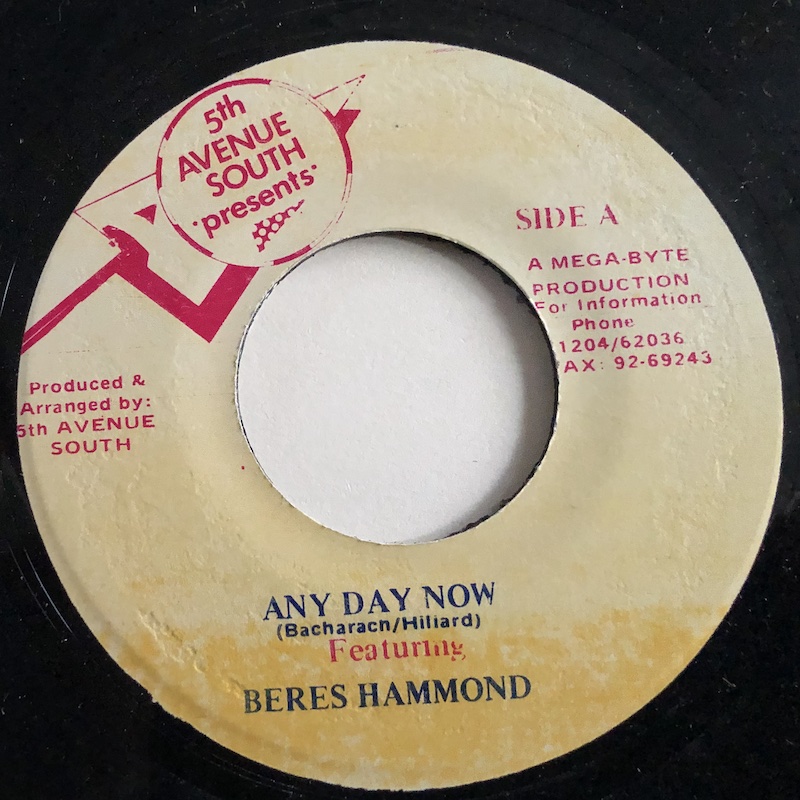 5th
AVENUE
SOUTH
presents
SIDE A
A MEGA-BYTE
PRODUCTION
For Information
Phone
1204/62036
AX: 92-69243
Produced &
Arranged by:
5th AVENUE
SOUTH
ANY DAY NOW
(Bacharacn/Hiliard)
Featuring
BERES HAMMOND